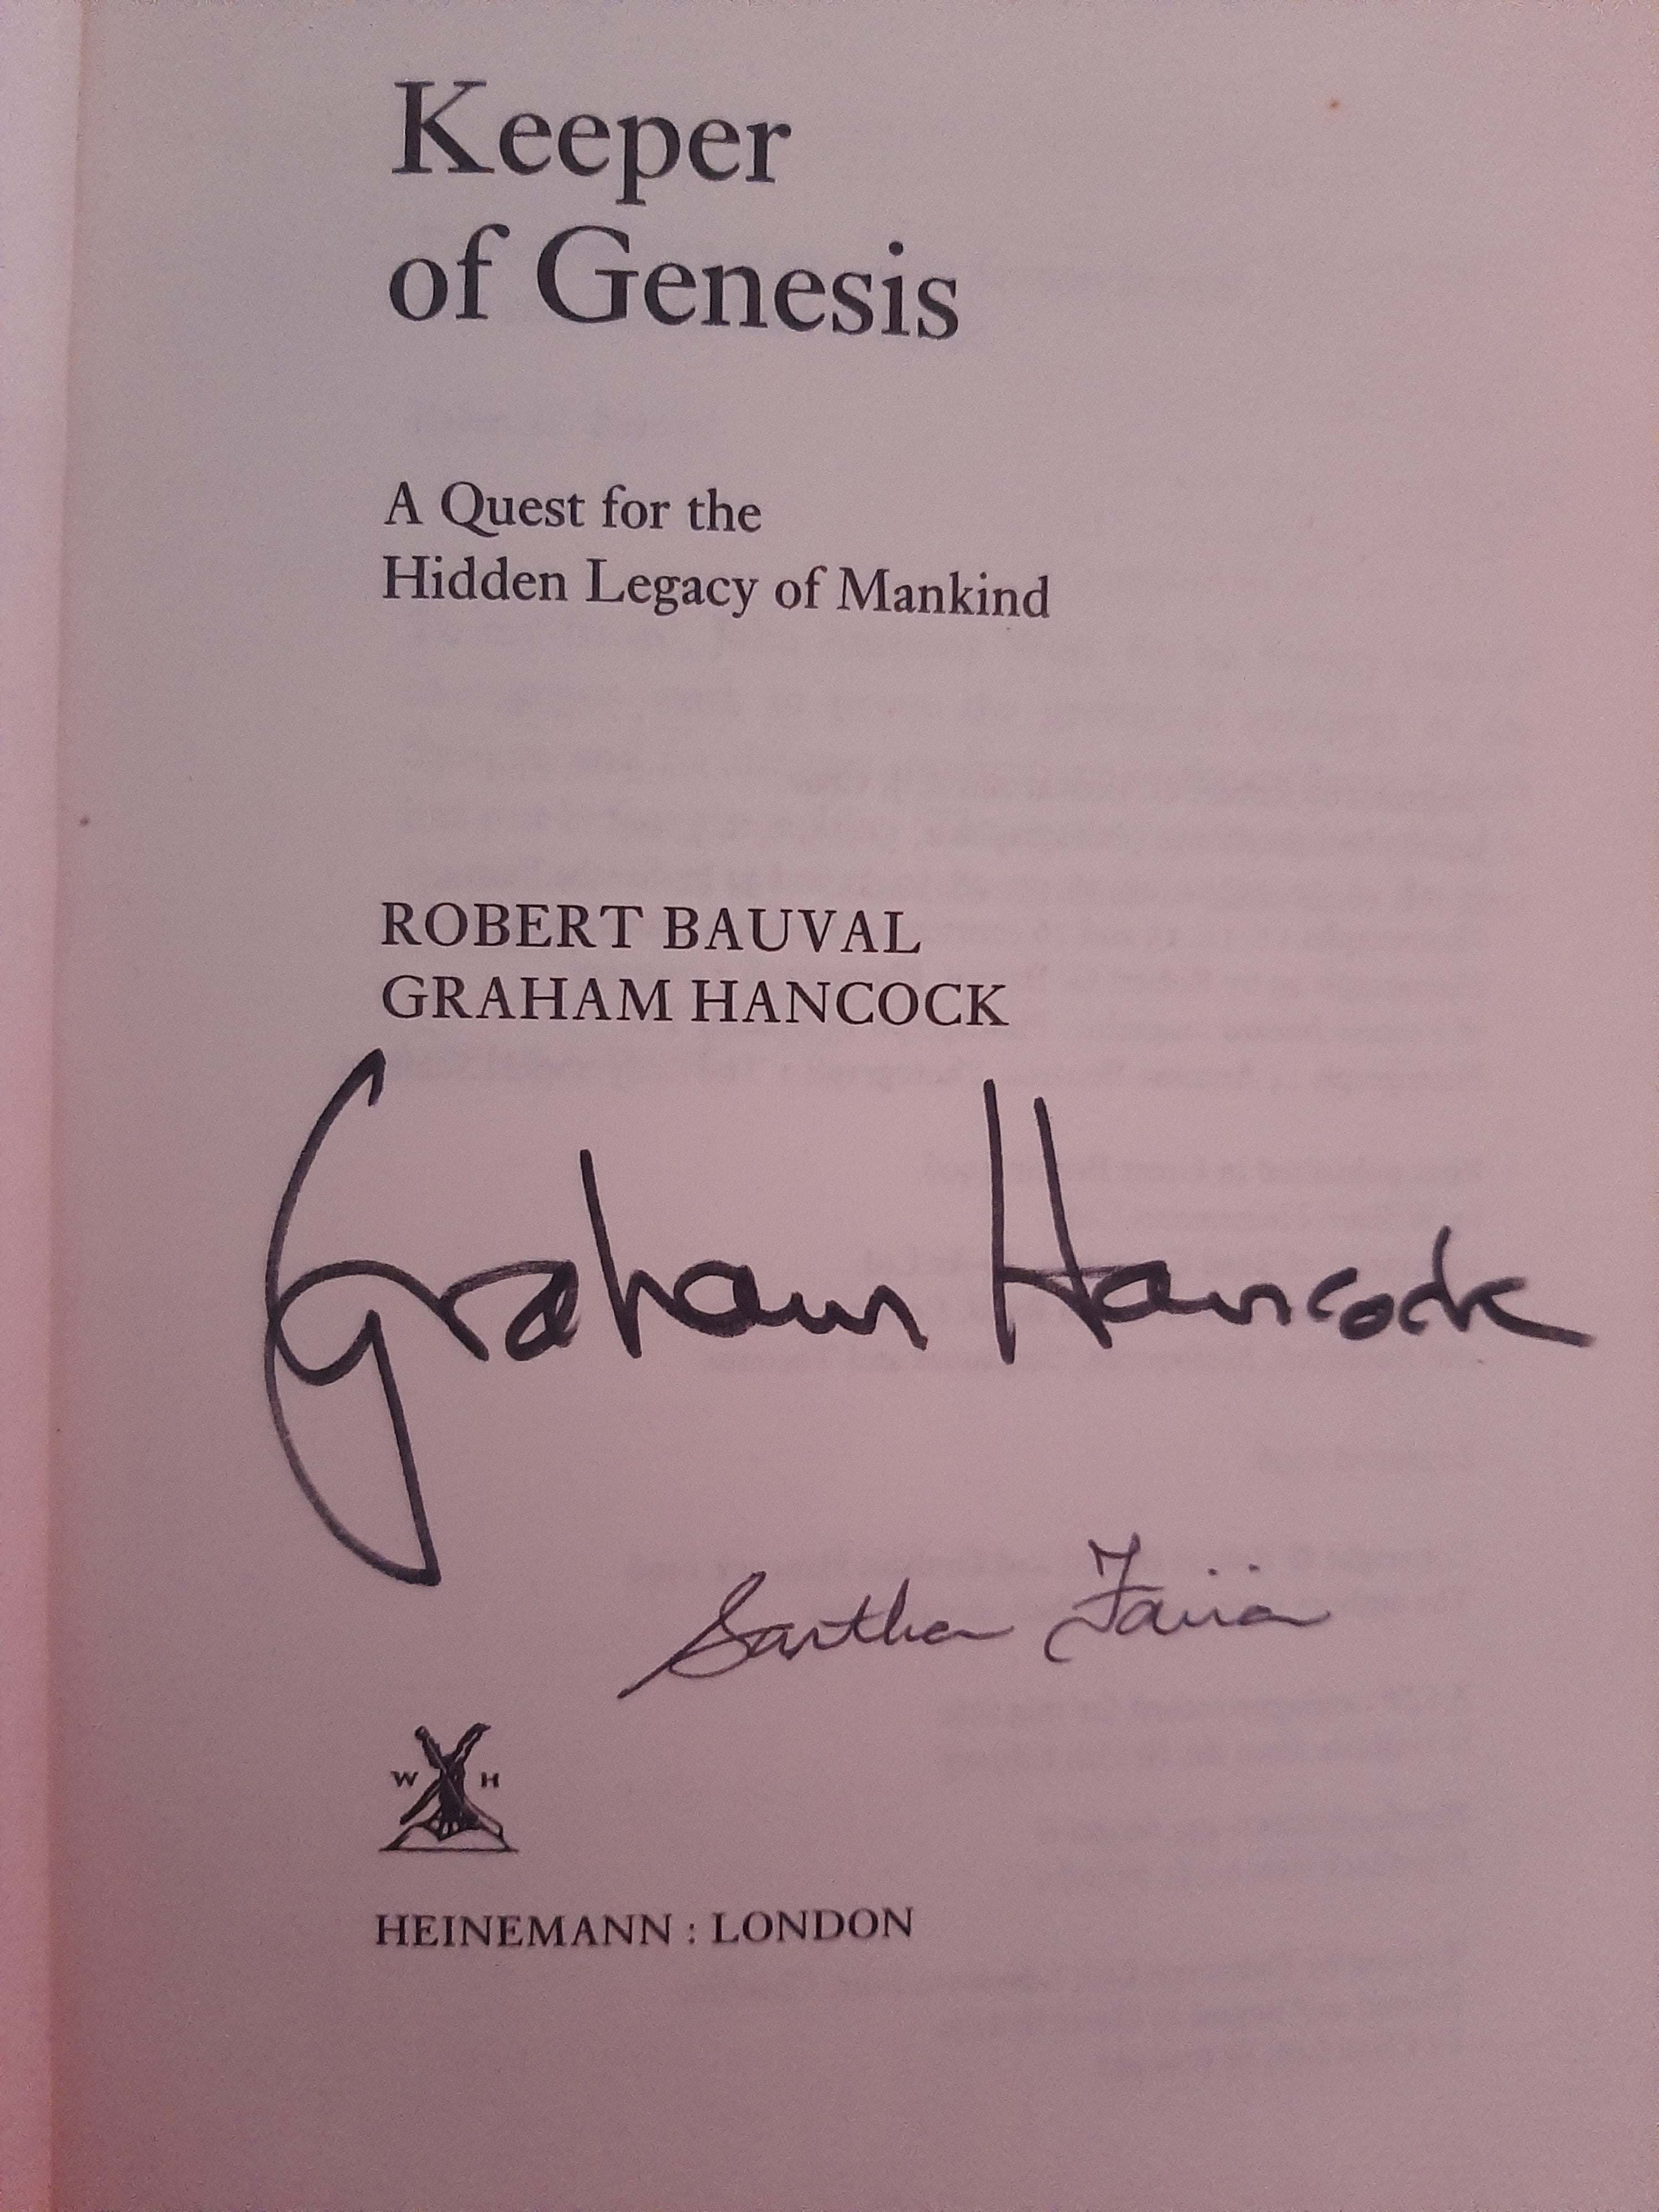 Keeper
of Genesis
A Quest for the
Hidden Legacy of Mankind
ROBERT BAUVAL
GRAHAM HANCOCK
Graham Hancock
Santha Faiia
W H
HEINEMANN : LONDON